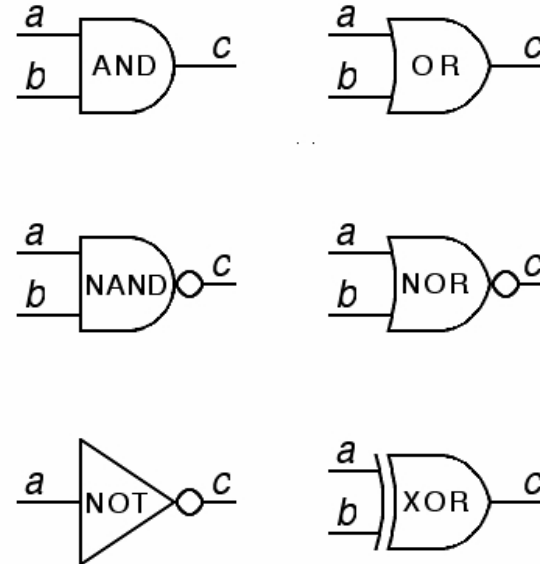 a a
AND c OR c
b b
a a
NAND c NOR c
b b
a NOT c
a
XOR c
b